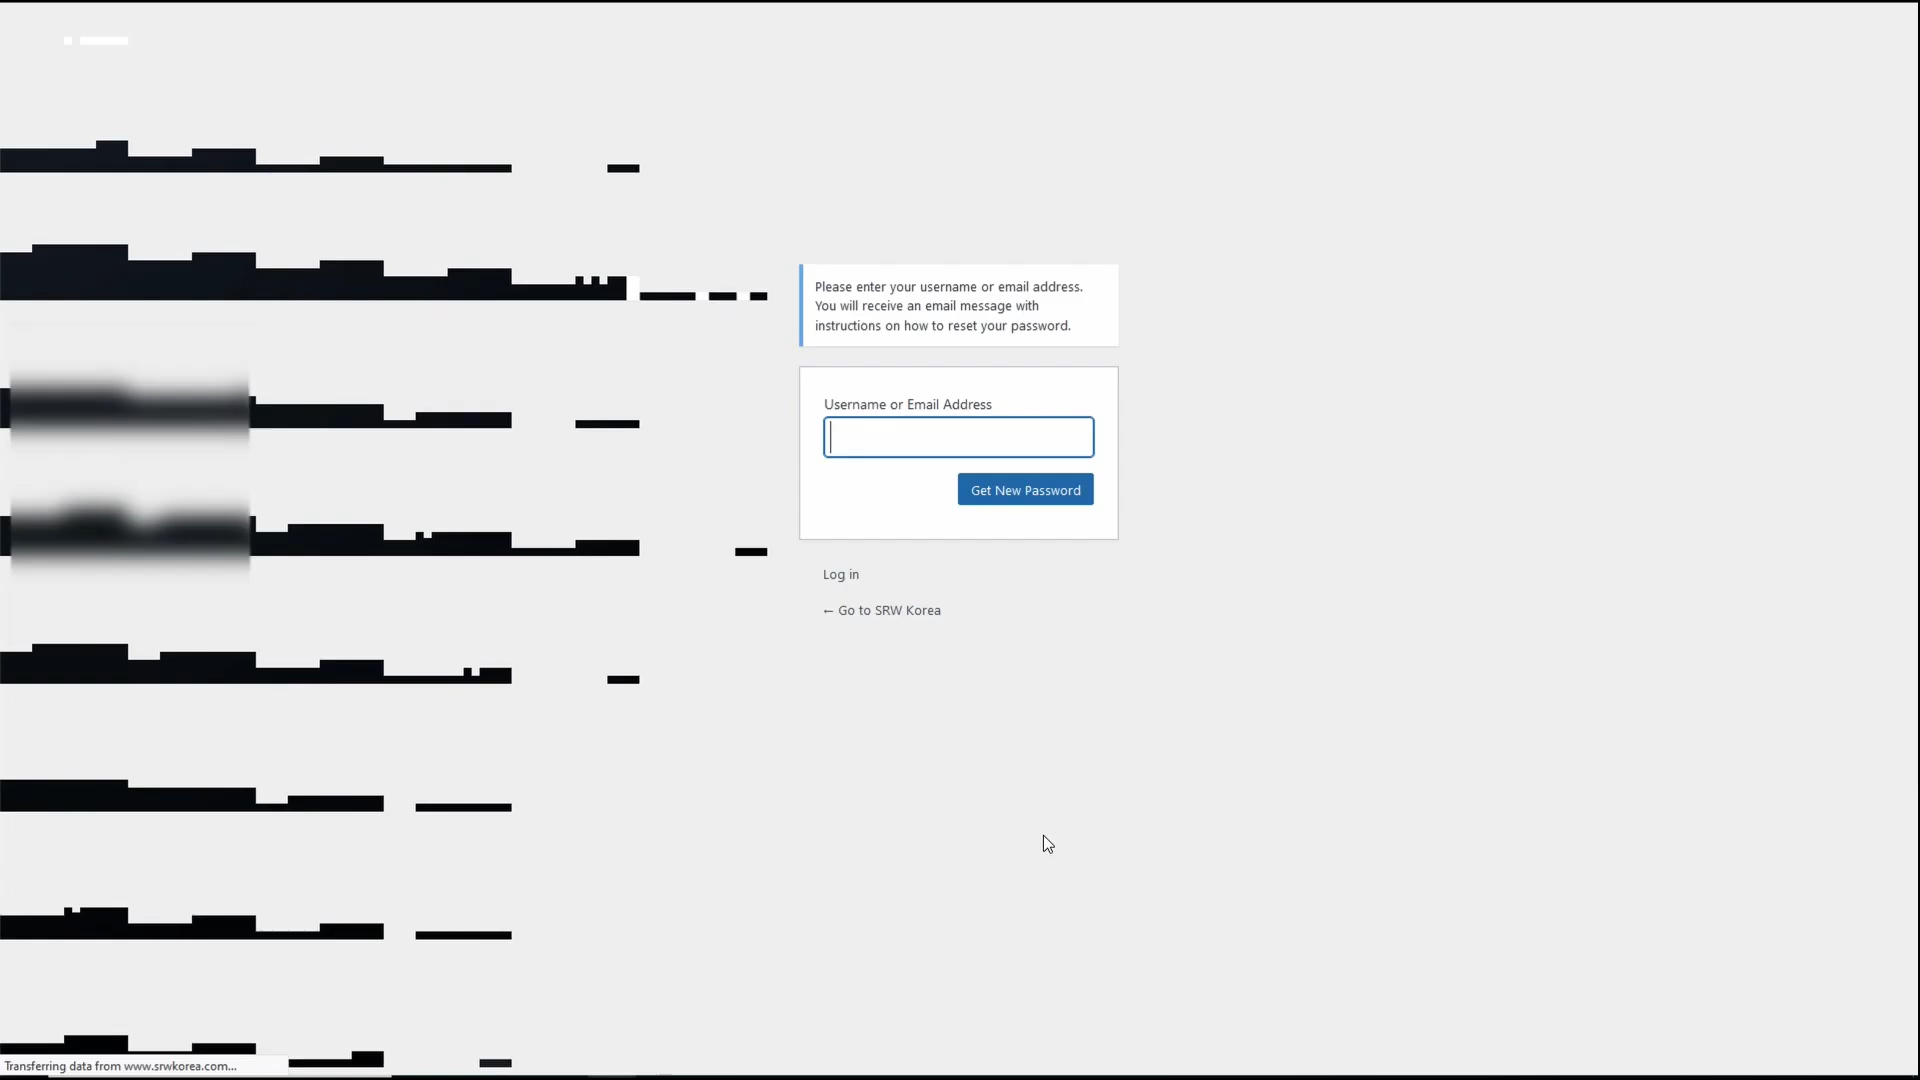 Please enter your username or email address.
You will receive an email message with
instructions on how to reset your password.
Username or Email Address
Get New Password
Log in
← Go to SRW Korea
Transferring data from www.srwkorea.com...